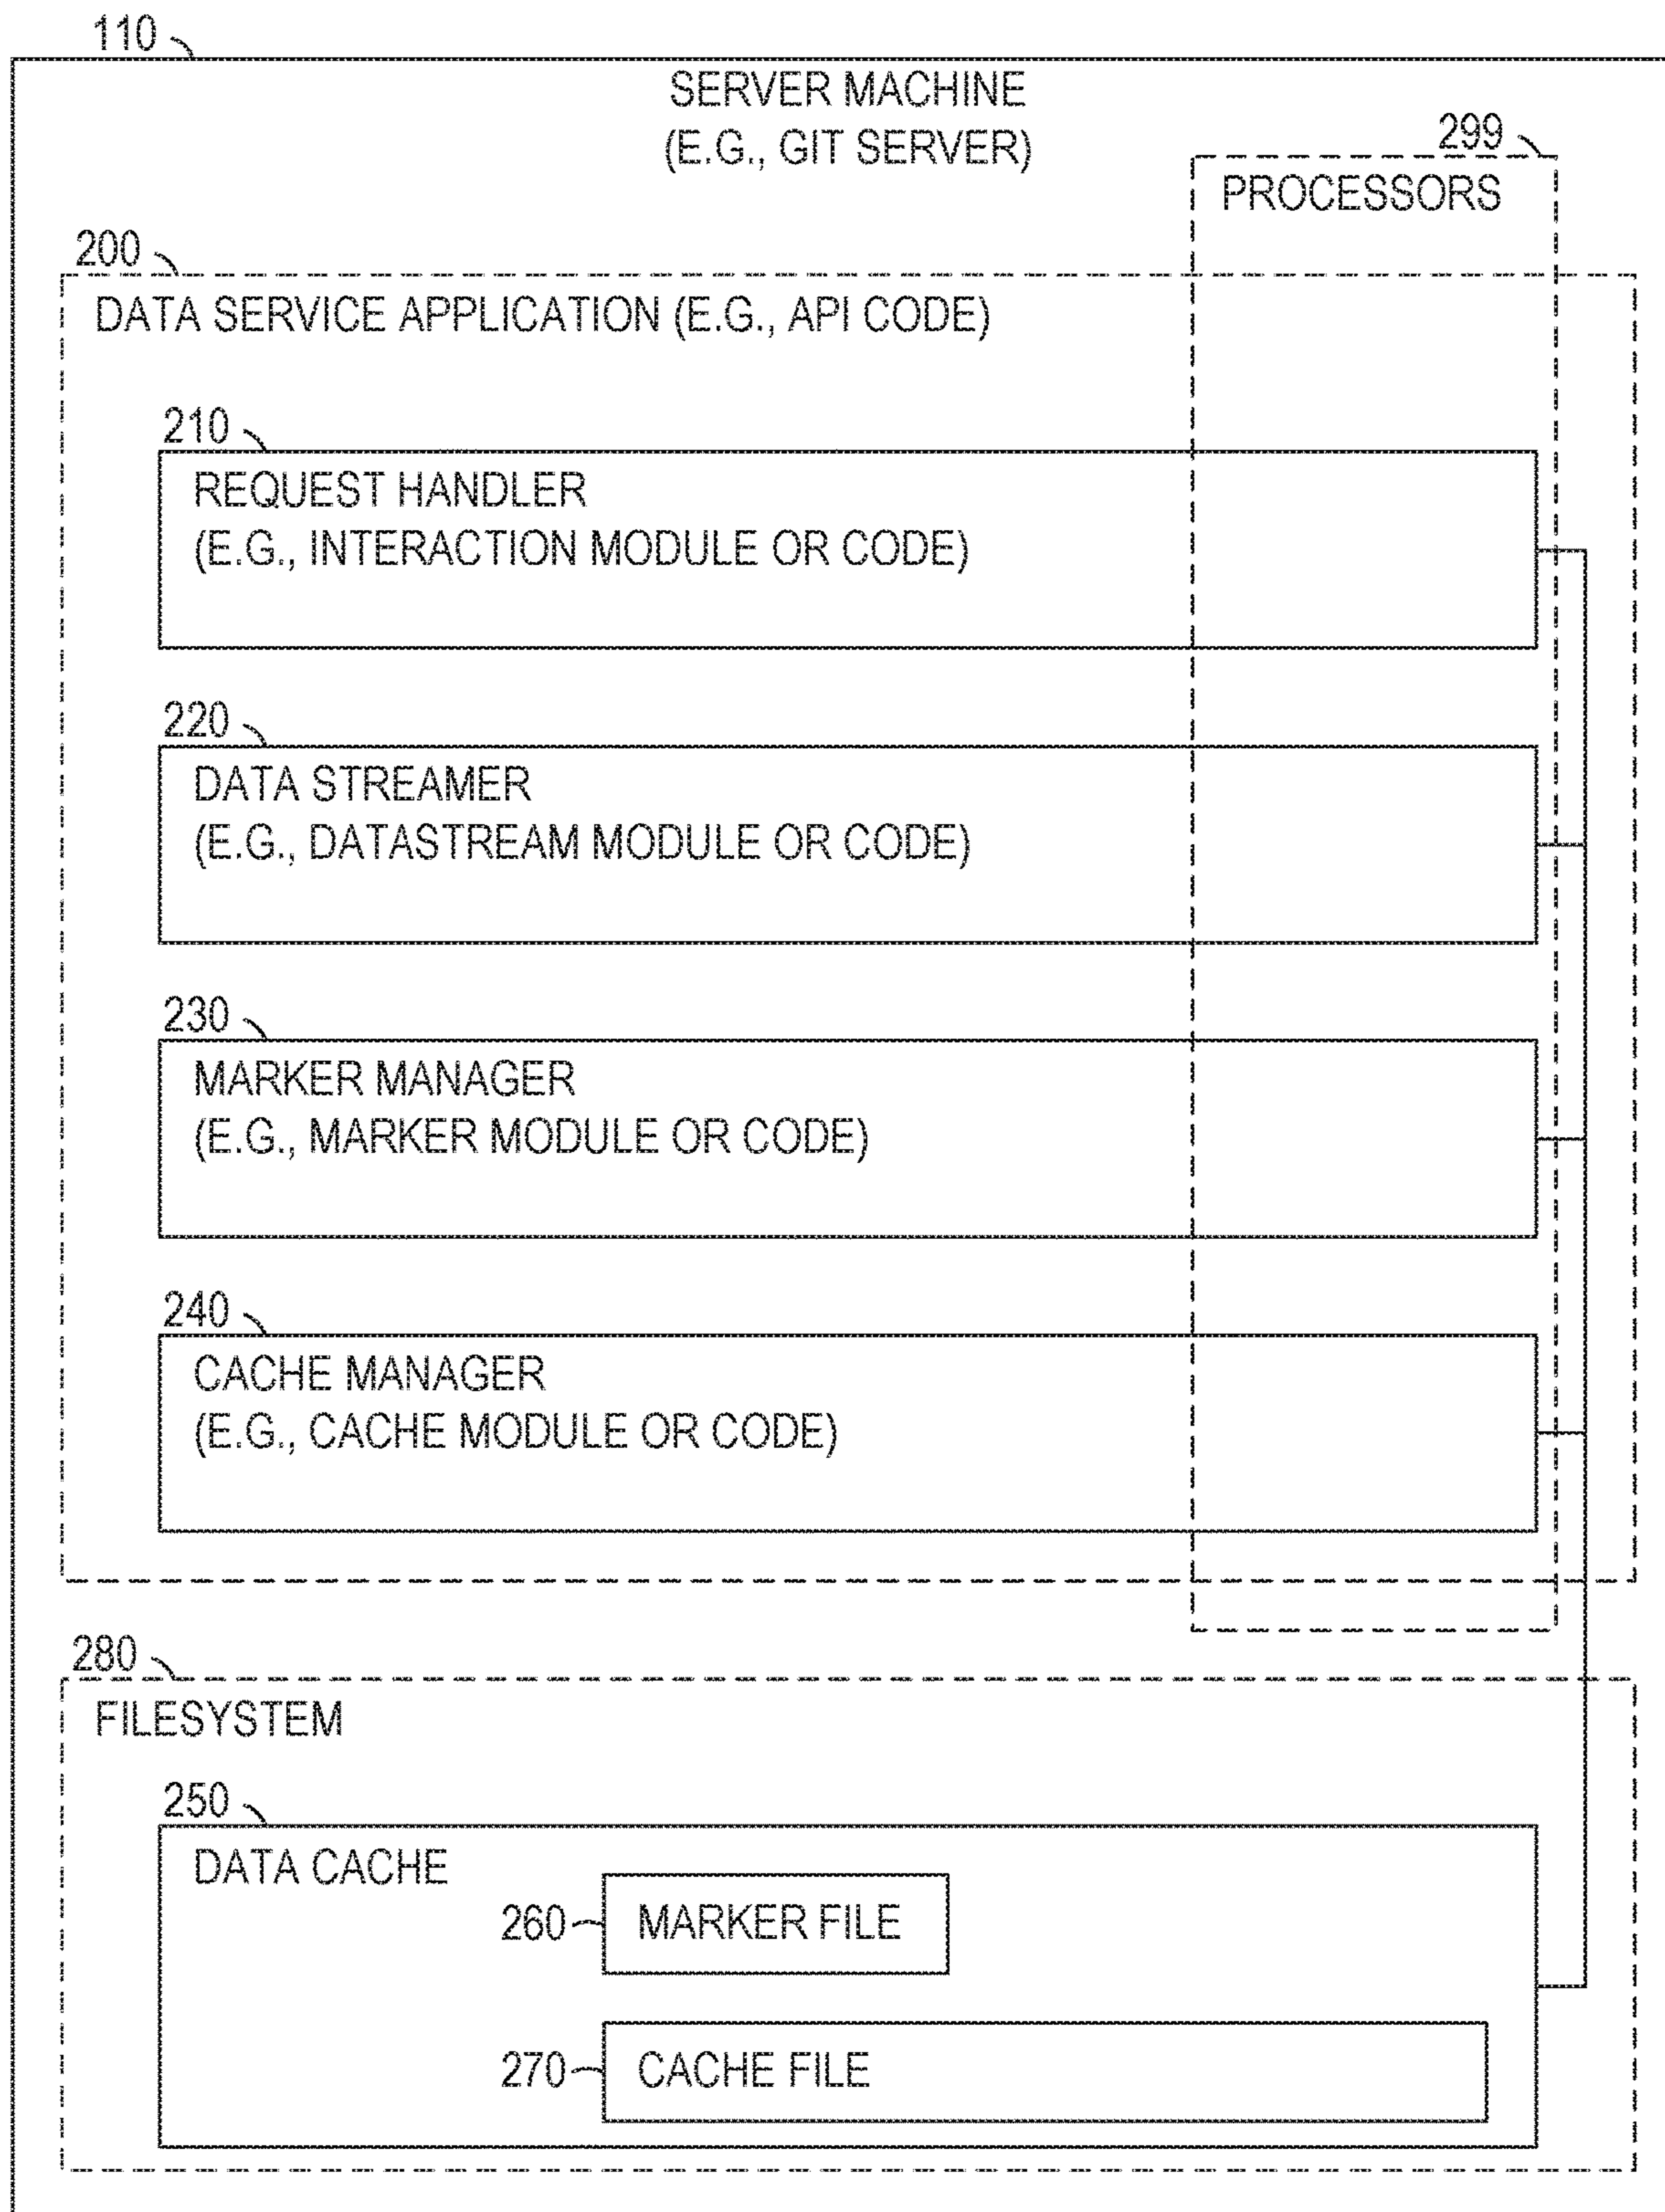 110
SERVER MACHINE
(E.G., GIT SERVER)
299
PROCESSORS
200
DATA SERVICE APPLICATION (E.G., API CODE)
210
REQUEST HANDLER
(E.G., INTERACTION MODULE OR CODE)
220
DATA STREAMER
(E.G., DATASTREAM MODULE OR CODE)
230
MARKER MANAGER
(E.G., MARKER MODULE OR CODE)
240
CACHE MANAGER
(E.G., CACHE MODULE OR CODE)
280
FILESYSTEM
250
DATA CACHE
260 MARKER FILE
270 CACHE FILE